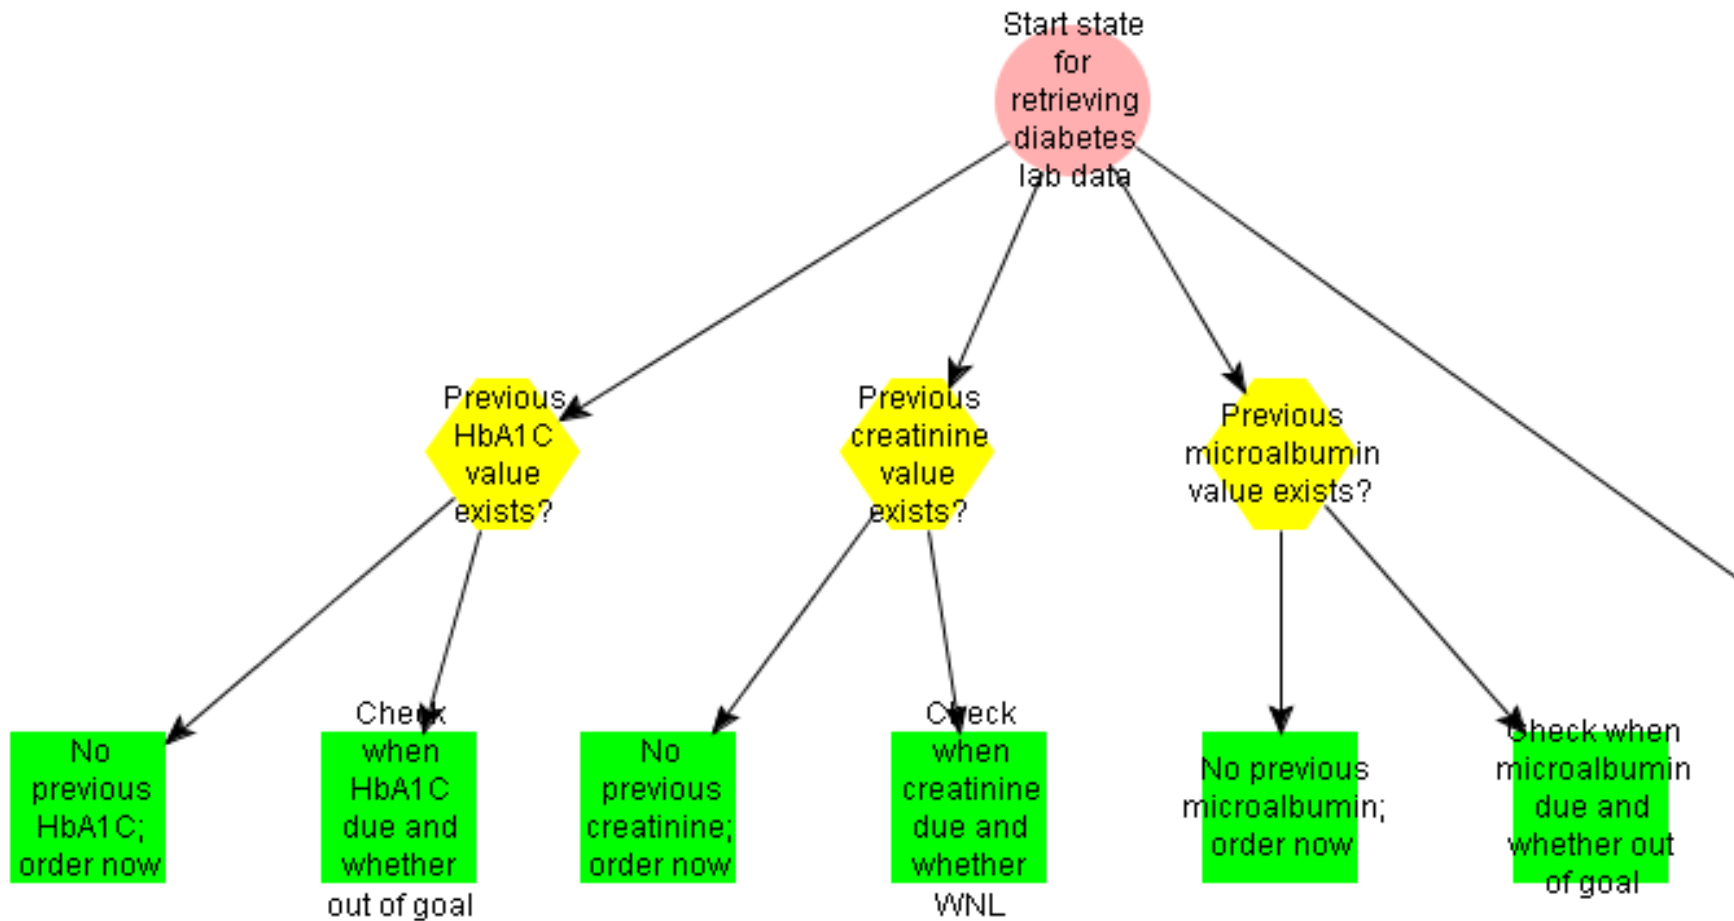 Start state
for
retrieving
diabetes
lab data
Previous
HbA1C
value
exists?
Previous
creatinine
value
exists?
Previous
microalbumin
value exists?
No
previous
HbA1C;
order now
Check
when
HbA1C
due and
whether
out of goal
No
previous
creatinine;
order now
Check
when
creatinine
due and
whether
WNL
No previous
microalbumin;
order now
Check when
microalbumin
due and
whether out
of goal